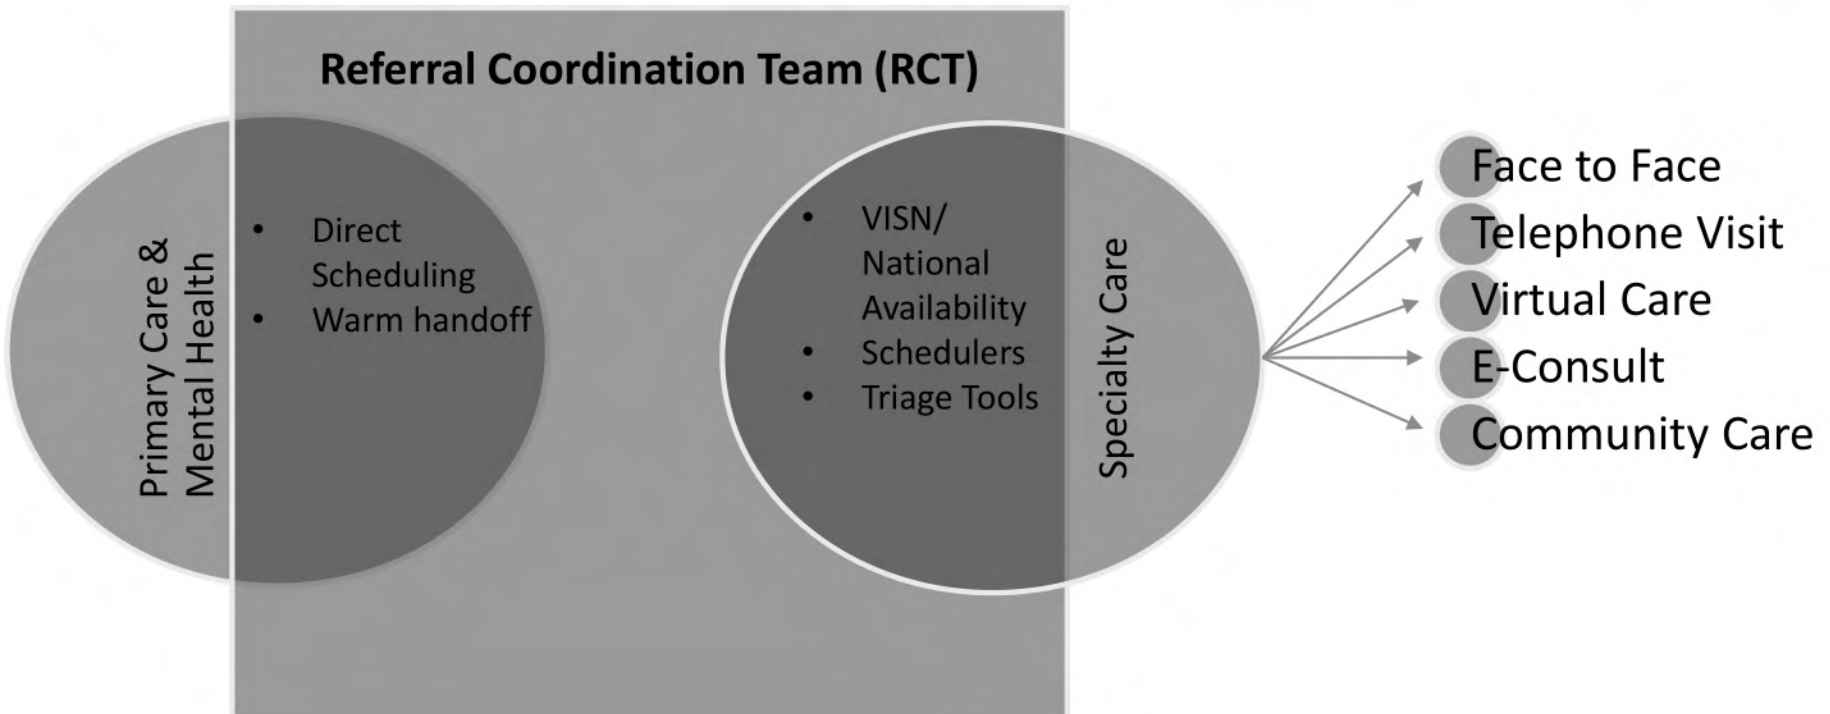 Referral Coordination Team (RCT)
Primary Care &
Mental Health
• Direct
Scheduling
• Warm handoff
• VISN/
National
Availability
• Schedulers
• Triage Tools
Specialty Care
Face to Face
Telephone Visit
Virtual Care
E-Consult
Community Care